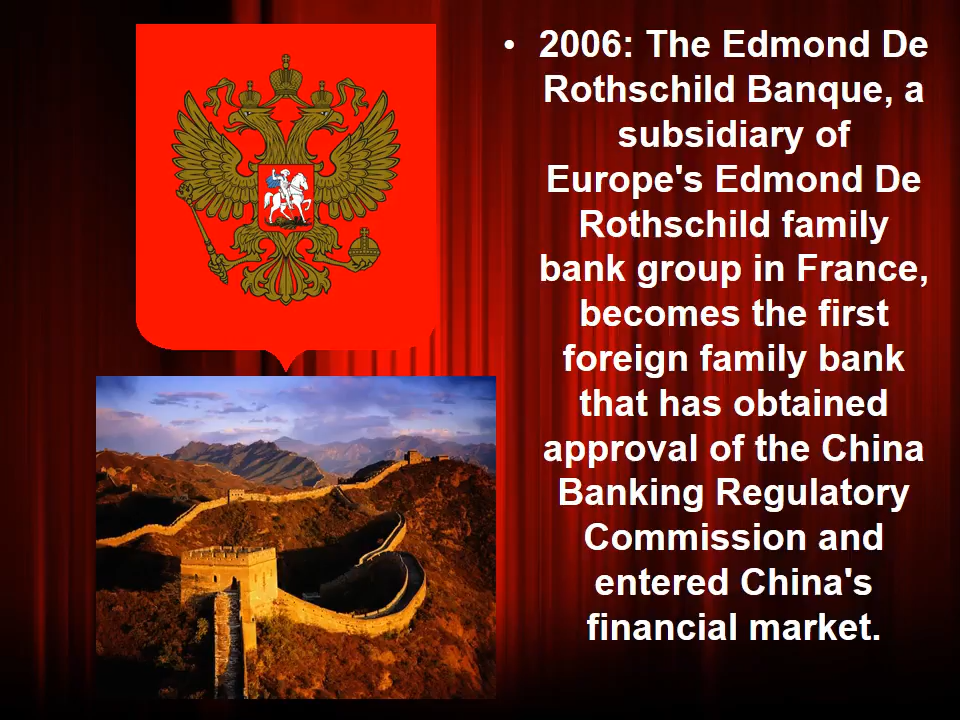 • 2006: The Edmond De
Rothschild Banque, a
subsidiary of
Europe's Edmond De
Rothschild family
bank group in France,
becomes the first
foreign family bank
that has obtained
approval of the China
Banking Regulatory
Commission and
entered China's
financial market.